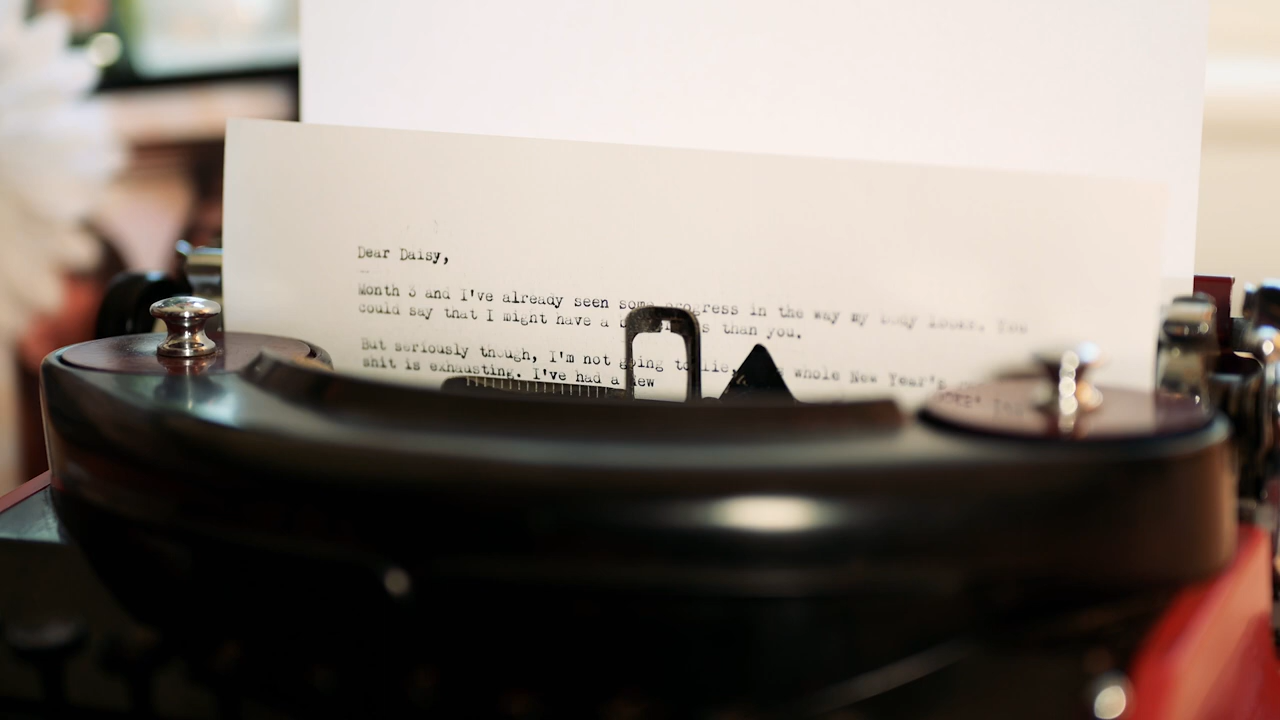 Dear Daisy,
Month 3 and I've already seen some progress in the way my body looks. You
could say that I might have a than you.
But seriously though, I'm not going to lie, whole New Year's
shit is exhausting. I've had a few